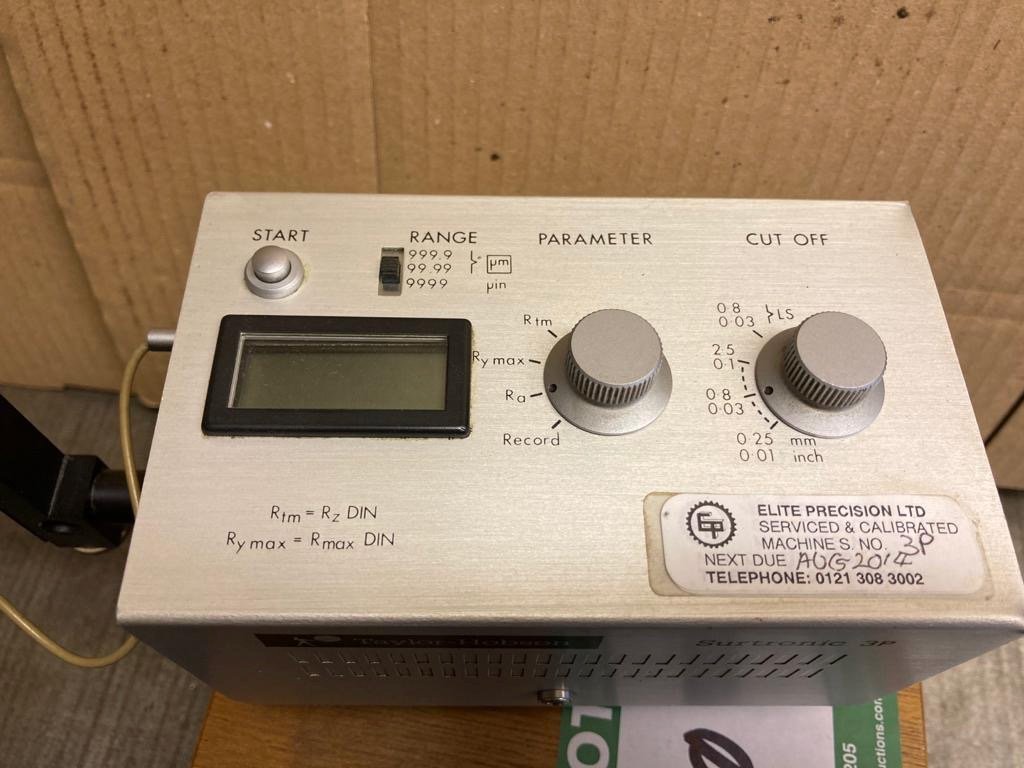 START
RANGE
PARAMETER
CUT OFF
999.9
99.99
μm
9999
μin
Rtm
Ry max
Ra
Record
0·8
0·03
LS
2·5
0·1
0·8
0·03
0·25 mm
0·01 inch
Rtm = Rz DIN
Ry max = Rmax DIN
ELITE PRECISION LTD
SERVICED & CALIBRATED
MACHINE S. NO. 3P
NEXT DUE AUG 2014
TELEPHONE: 0121 308 3002
Taylor-Hobson
Surtronic 3P